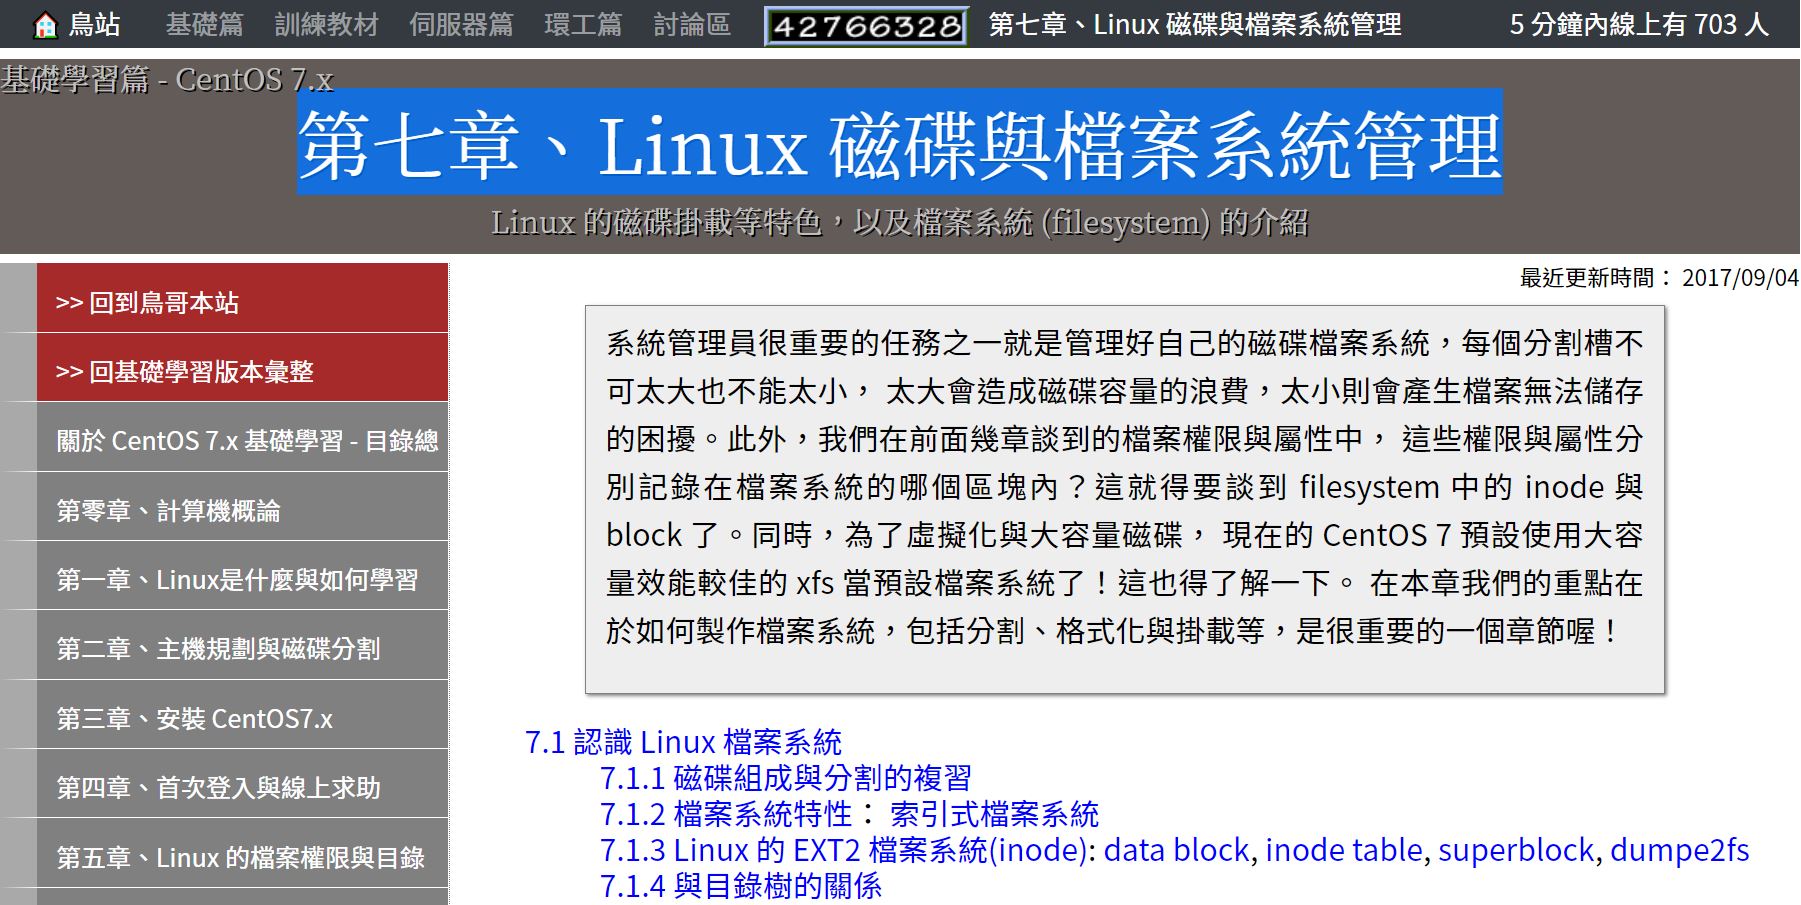 鳥站 基礎篇 訓練教材 伺服器篇 環工篇 討論區 42766328 第七章、Linux 磁碟與檔案系統管理 5 分鐘內線上有 703 人
基礎學習篇 - CentOS 7.x
第七章、Linux 磁碟與檔案系統管理
Linux 的磁碟掛載等特色，以及檔案系統 (filesystem) 的介紹
>> 回到鳥哥本站
>> 回基礎學習版本彙整
關於 CentOS 7.x 基礎學習 - 目錄總
第零章、計算機概論
第一章、Linux是什麼與如何學習
第二章、主機規劃與磁碟分割
第三章、安裝 CentOS7.x
第四章、首次登入與線上求助
第五章、Linux 的檔案權限與目錄
最近更新時間： 2017/09/04
系統管理員很重要的任務之一就是管理好自己的磁碟檔案系統，每個分割槽不
可太大也不能太小， 太大會造成磁碟容量的浪費，太小則會產生檔案無法儲存
的困擾。此外，我們在前面幾章談到的檔案權限與屬性中， 這些權限與屬性分
別記錄在檔案系統的哪個區塊內？這就得要談到 filesystem 中的 inode 與
block 了。同時，為了虛擬化與大容量磁碟， 現在的 CentOS 7 預設使用大容
量效能較佳的 xfs 當預設檔案系統了！這也得了解一下。 在本章我們的重點在
於如何製作檔案系統，包括分割、格式化與掛載等，是很重要的一個章節喔！
7.1 認識 Linux 檔案系統
7.1.1 磁碟組成與分割的複習
7.1.2 檔案系統特性： 索引式檔案系統
7.1.3 Linux 的 EXT2 檔案系統(inode): data block, inode table, superblock, dumpe2fs
7.1.4 與目錄樹的關係